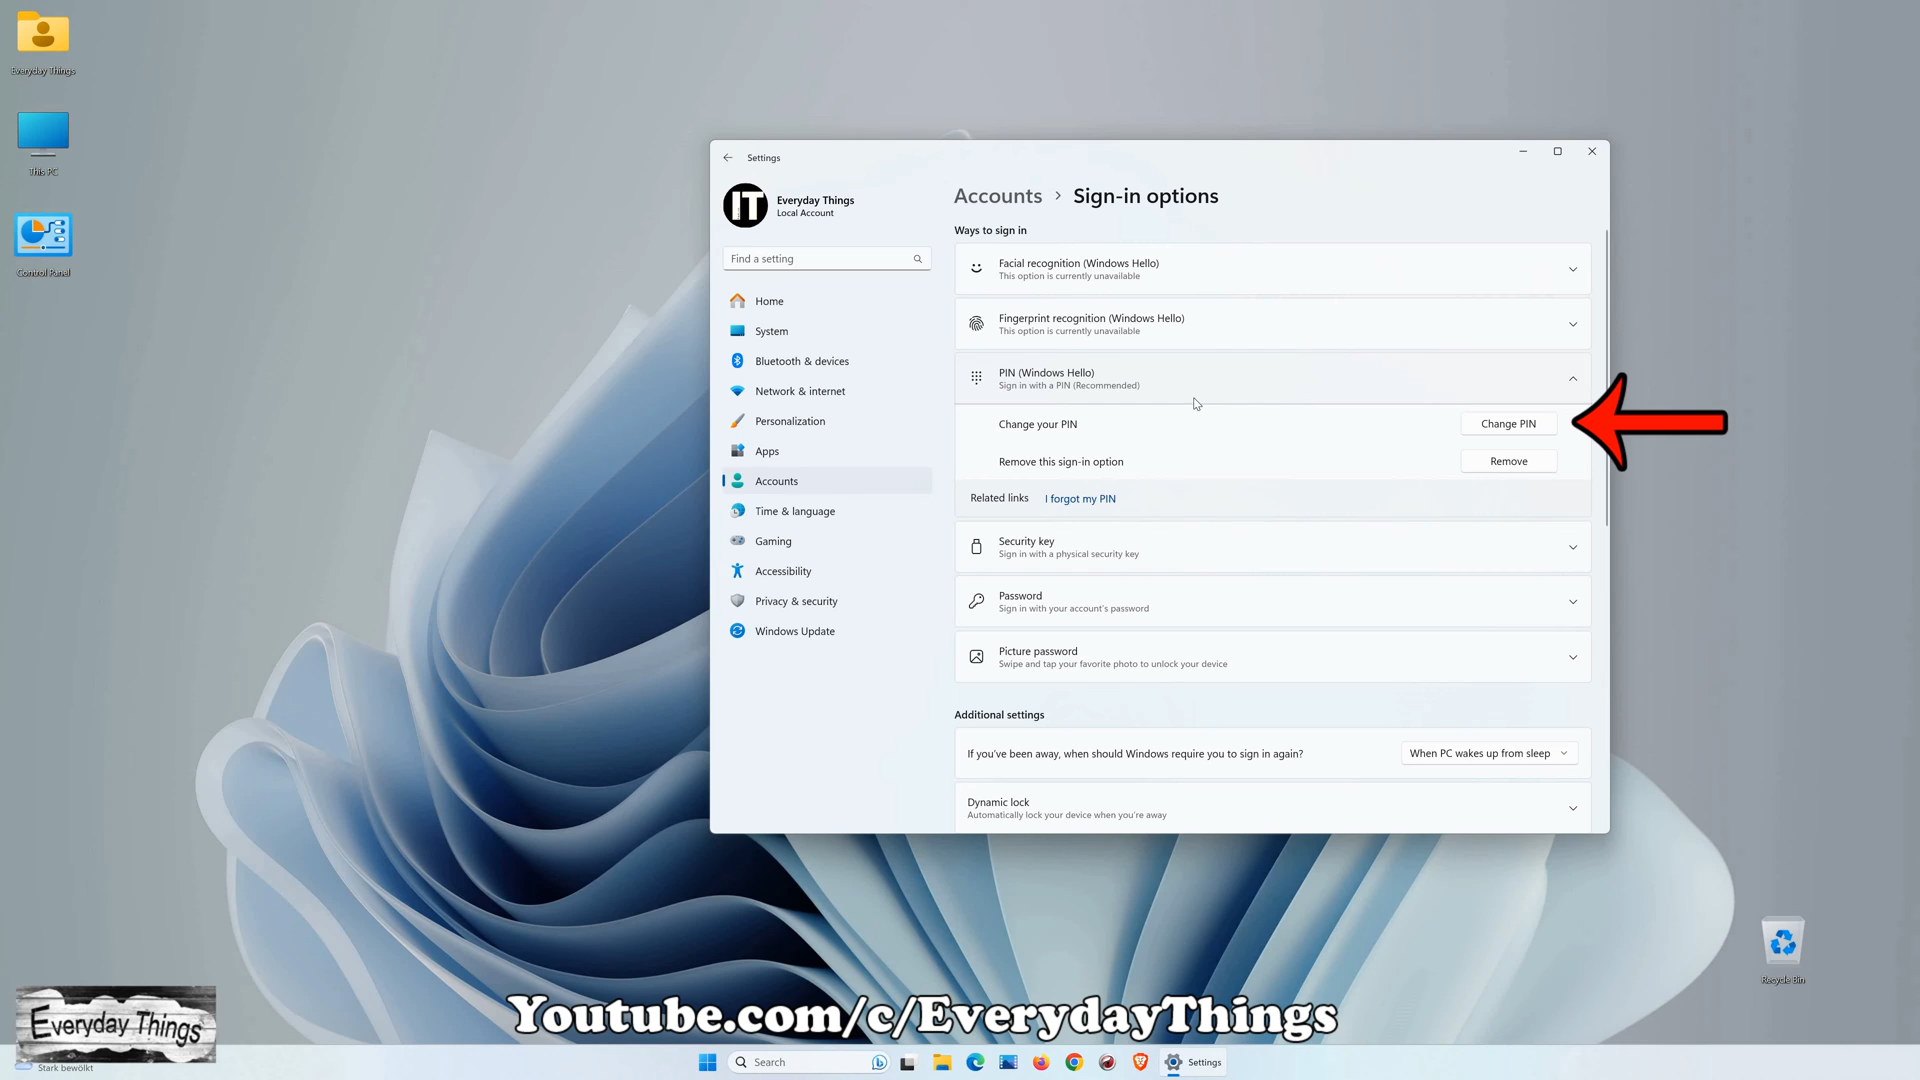 Everyday Things
This PC
Control Panel
Settings
IT
Everyday Things
Local Account
Find a setting
Home
System
Bluetooth & devices
Network & internet
Personalization
Apps
Accounts
Time & language
Gaming
Accessibility
Privacy & security
Windows Update
Accounts > Sign-in options
Ways to sign in
Facial recognition (Windows Hello)
This option is currently unavailable
Fingerprint recognition (Windows Hello)
This option is currently unavailable
PIN (Windows Hello)
Sign in with a PIN (Recommended)
Change your PIN
Change PIN
Remove this sign-in option
Remove
Related links I forgot my PIN
Security key
Sign in with a physical security key
Password
Sign in with your account's password
Picture password
Swipe and tap your favorite photo to unlock your device
Additional settings
If you've been away, when should Windows require you to sign in again?
When PC wakes up from sleep
Dynamic lock
Automatically lock your device when you're away
Recycle Bin
Everyday Things
Youtube.com/c/EverydayThings
Stark bewölkt
Search
Settings